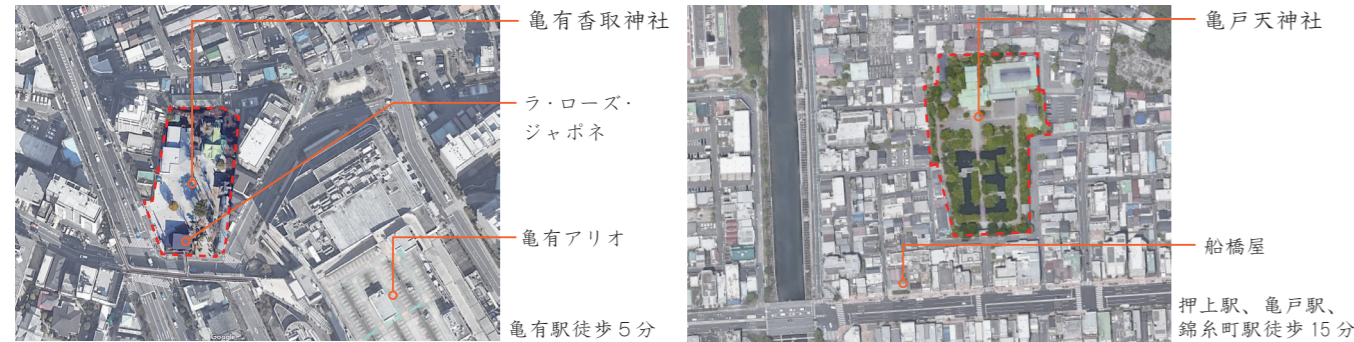 亀有香取神社
ラ・ローズ・
ジャポネ
亀有アリオ
亀有駅徒歩5分
Google
亀戸天神社
船橋屋
押上駅、亀戸駅、
錦糸町駅徒歩15分